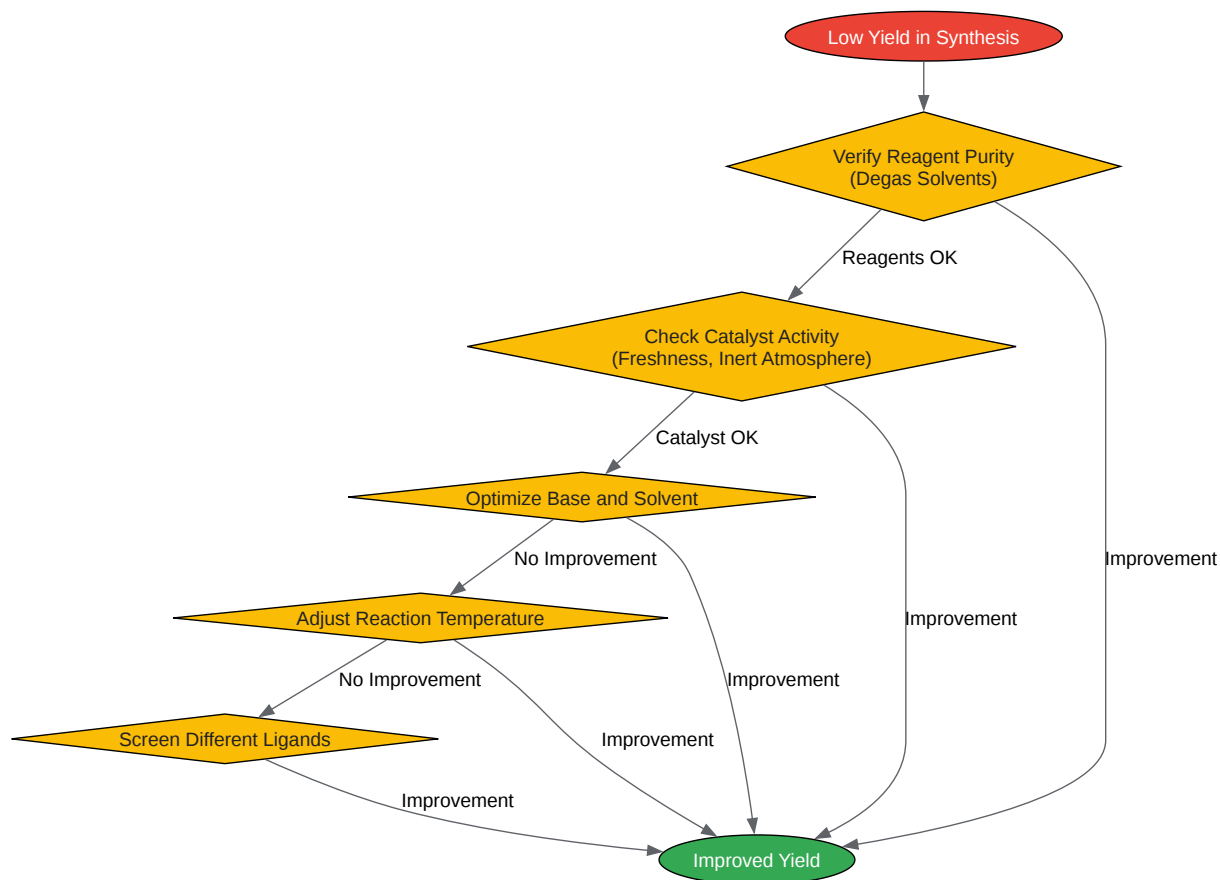 Low Yield in Synthesis
Verify Reagent Purity
(Degas Solvents)
Reagents OK
Check Catalyst Activity
(Freshness, Inert Atmosphere)
Catalyst OK
Optimize Base and Solvent
No Improvement
Improvement
Adjust Reaction Temperature
Improvement
No Improvement
Improvement
Screen Different Ligands
Improvement
Improvement
Improved Yield